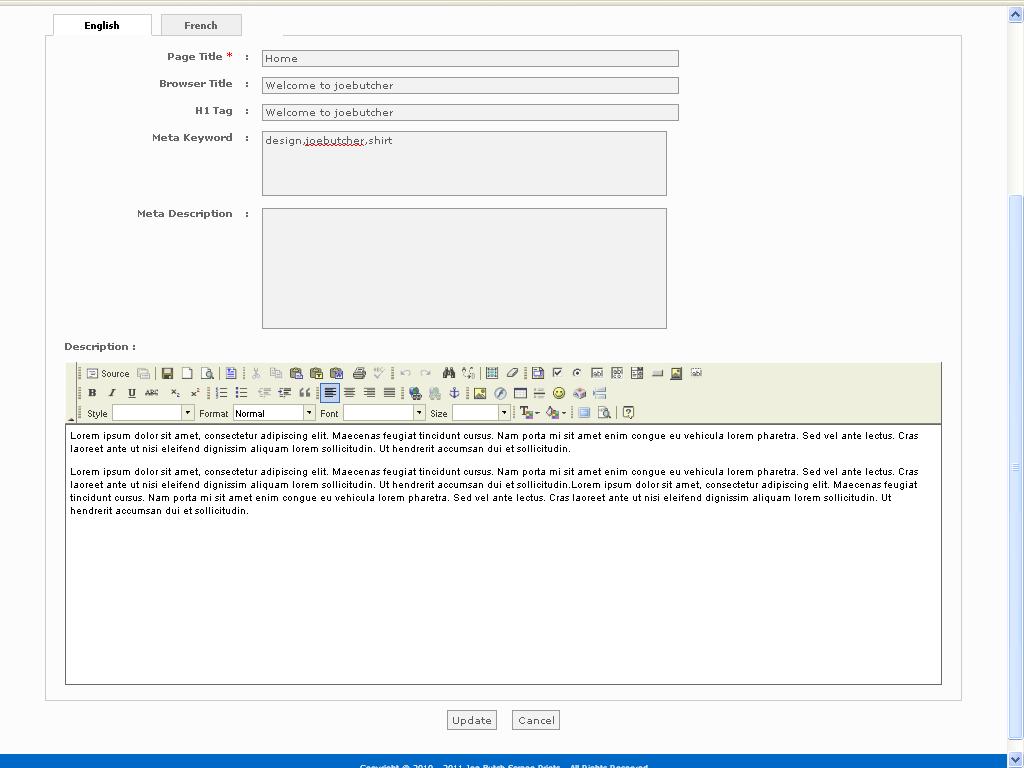 English French
Page Title * : Home
Browser Title : Welcome to joebutcher
H1 Tag : Welcome to joebutcher
Meta Keyword : design,joebutcher,shirt
Meta Description :
Description :
Source
B I U ABC x₂ x²
Style Format Normal Font Size
Lorem ipsum dolor sit amet, consectetur adipiscing elit. Maecenas feugiat tincidunt cursus. Nam porta mi sit amet enim congue eu vehicula lorem pharetra. Sed vel ante lectus. Cras
laoreet ante ut nisi eleifend dignissim aliquam lorem sollicitudin. Ut hendrerit accumsan dui et sollicitudin.
Lorem ipsum dolor sit amet, consectetur adipiscing elit. Maecenas feugiat tincidunt cursus. Nam porta mi sit amet enim congue eu vehicula lorem pharetra. Sed vel ante lectus. Cras
laoreet ante ut nisi eleifend dignissim aliquam lorem sollicitudin. Ut hendrerit accumsan dui et sollicitudin.Lorem ipsum dolor sit amet, consectetur adipiscing elit. Maecenas feugiat
tincidunt cursus. Nam porta mi sit amet enim congue eu vehicula lorem pharetra. Sed vel ante lectus. Cras laoreet ante ut nisi eleifend dignissim aliquam lorem sollicitudin. Ut
hendrerit accumsan dui et sollicitudin.
Update Cancel
Copyright © 2010 - 2011 Joe Butch Screen Prints. All Rights Reserved